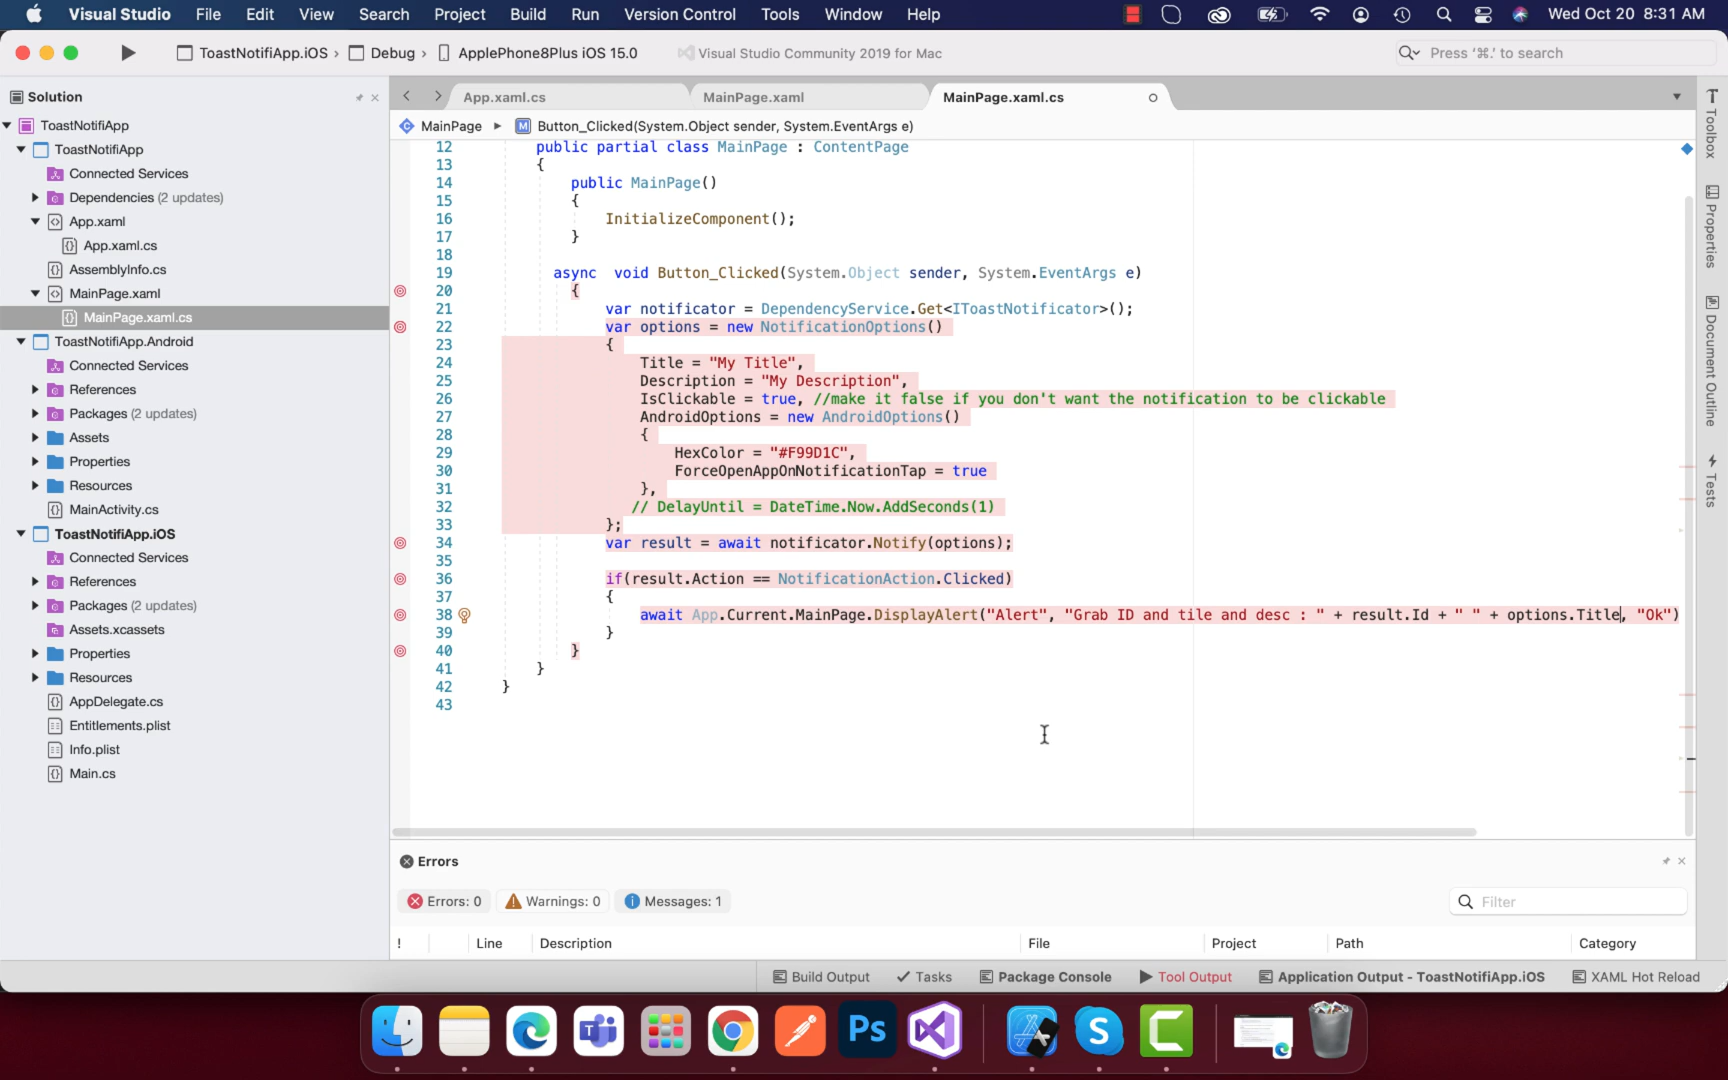 Visual Studio File Edit View Search Project Build Run Version Control Tools Window Help Wed Oct 20 8:31 AM
ToastNotifiApp.iOS › Debug › ApplePhone8Plus iOS 15.0 Visual Studio Community 2019 for Mac Press ‘⌘.’ to search
Solution
ToastNotifiApp
ToastNotifiApp
Connected Services
Dependencies (2 updates)
App.xaml
App.xaml.cs
AssemblyInfo.cs
MainPage.xaml
MainPage.xaml.cs
ToastNotifiApp.Android
Connected Services
References
Packages (2 updates)
Assets
Properties
Resources
MainActivity.cs
ToastNotifiApp.iOS
Connected Services
References
Packages (2 updates)
Assets.xcassets
Properties
Resources
AppDelegate.cs
Entitlements.plist
Info.plist
Main.cs
App.xaml.cs MainPage.xaml MainPage.xaml.cs
MainPage Button_Clicked(System.Object sender, System.EventArgs e)
12 public partial class MainPage : ContentPage
13 {
14 public MainPage()
15 {
16 InitializeComponent();
17 }
18
19 async void Button_Clicked(System.Object sender, System.EventArgs e)
20 {
21 var notificator = DependencyService.Get<IToastNotificator>();
22 var options = new NotificationOptions()
23 {
24 Title = "My Title",
25 Description = "My Description",
26 IsClickable = true, //make it false if you don't want the notification to be clickable
27 AndroidOptions = new AndroidOptions()
28 {
29 HexColor = "#F99D1C",
30 ForceOpenAppOnNotificationTap = true
31 },
32 // DelayUntil = DateTime.Now.AddSeconds(1)
33 };
34 var result = await notificator.Notify(options);
35
36 if(result.Action == NotificationAction.Clicked)
37 {
38 await App.Current.MainPage.DisplayAlert("Alert", "Grab ID and tile and desc : " + result.Id + " " + options.Title, "Ok")
39 }
40 }
41 }
42 }
43
Toolbox
Properties
Document Outline
Tests
Errors
Errors: 0 Warnings: 0 Messages: 1 Filter
! Line Description File Project Path Category
Build Output Tasks Package Console Tool Output Application Output - ToastNotifiApp.iOS XAML Hot Reload
Ps